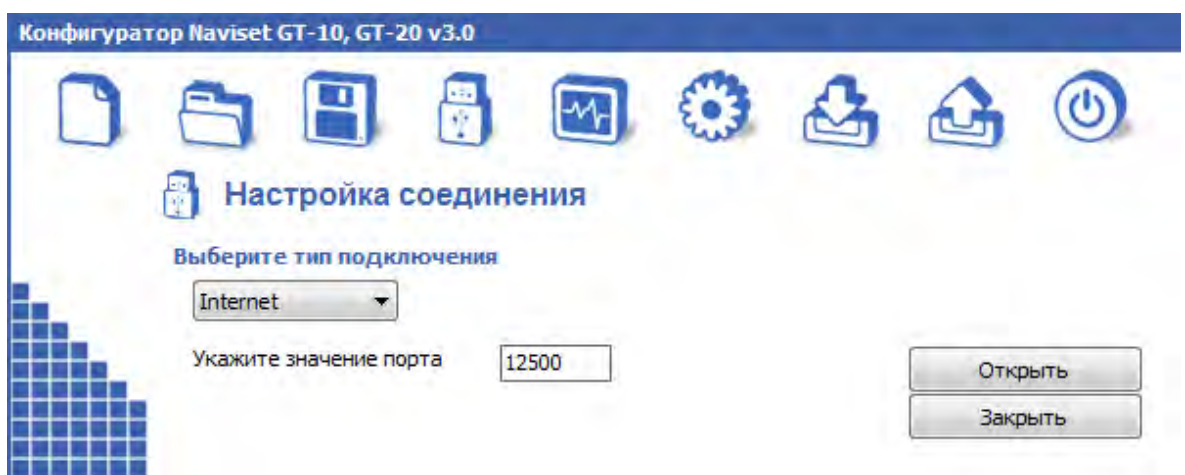 Конфигуратор Naviset GT-10, GT-20 v3.0
Настройка соединения
Выберите тип подключения
Internet
Укажите значение порта 12500
Открыть
Закрыть